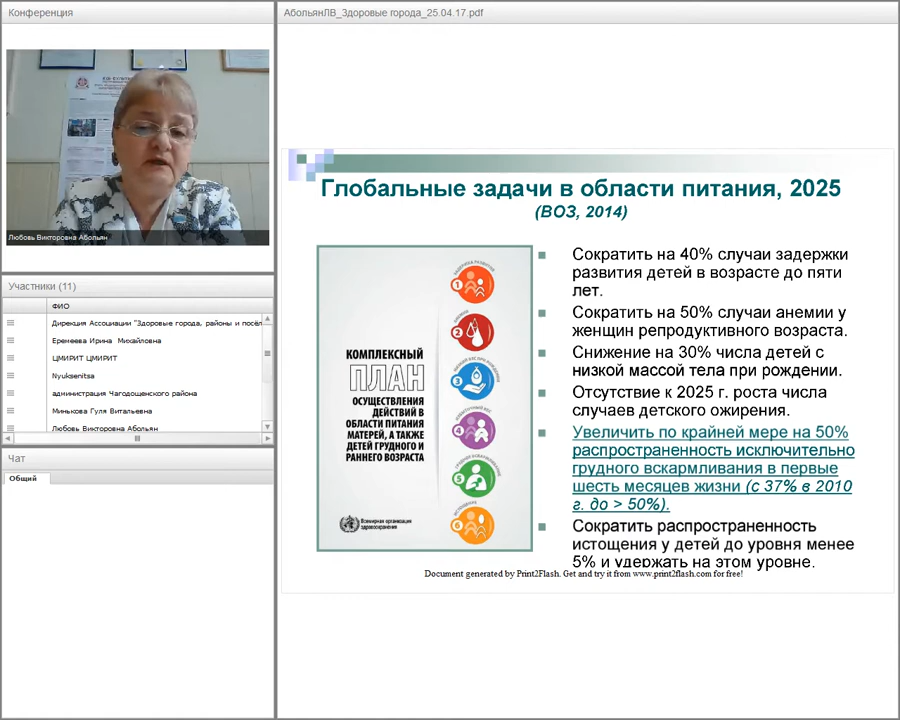 Конференция
АбольянЛВ_Здоровые города_25.04.17.pdf
Любовь Викторовна Абольян
Участники (11)
ФИО
Дирекция Ассоциации "Здоровые города, районы и посёл
Еремеева Ирина Михайловна
ЦМИРИТ ЦМИРИТ
Nyuksenitsa
администрация Чагодощенского района
Минькова Гуля Витальевна
Любовь Викторовна Абольян
Чат
Общий
Глобальные задачи в области питания, 2025
(ВОЗ, 2014)
КОМПЛЕКСНЫЙ
ПЛАН
ОСУЩЕСТВЛЕНИЯ
ДЕЙСТВИЙ В
ОБЛАСТИ ПИТАНИЯ
МАТЕРЕЙ, А ТАКЖЕ
ДЕТЕЙ ГРУДНОГО И
РАННЕГО ВОЗРАСТА
1
2
3
4
5
6
Всемирная организация
здравоохранения
Сократить на 40% случаи задержки
развития детей в возрасте до пяти
лет.
Сократить на 50% случаи анемии у
женщин репродуктивного возраста.
Снижение на 30% числа детей с
низкой массой тела при рождении.
Отсутствие к 2025 г. роста числа
случаев детского ожирения.
Увеличить по крайней мере на 50%
распространенность исключительно
грудного вскармливания в первые
шесть месяцев жизни (с 37% в 2010
г. до > 50%).
Сократить распространенность
истощения у детей до уровня менее
5% и удержать на этом уровне.
Document generated by Print2Flash. Get and try it from www.print2flash.com for free!